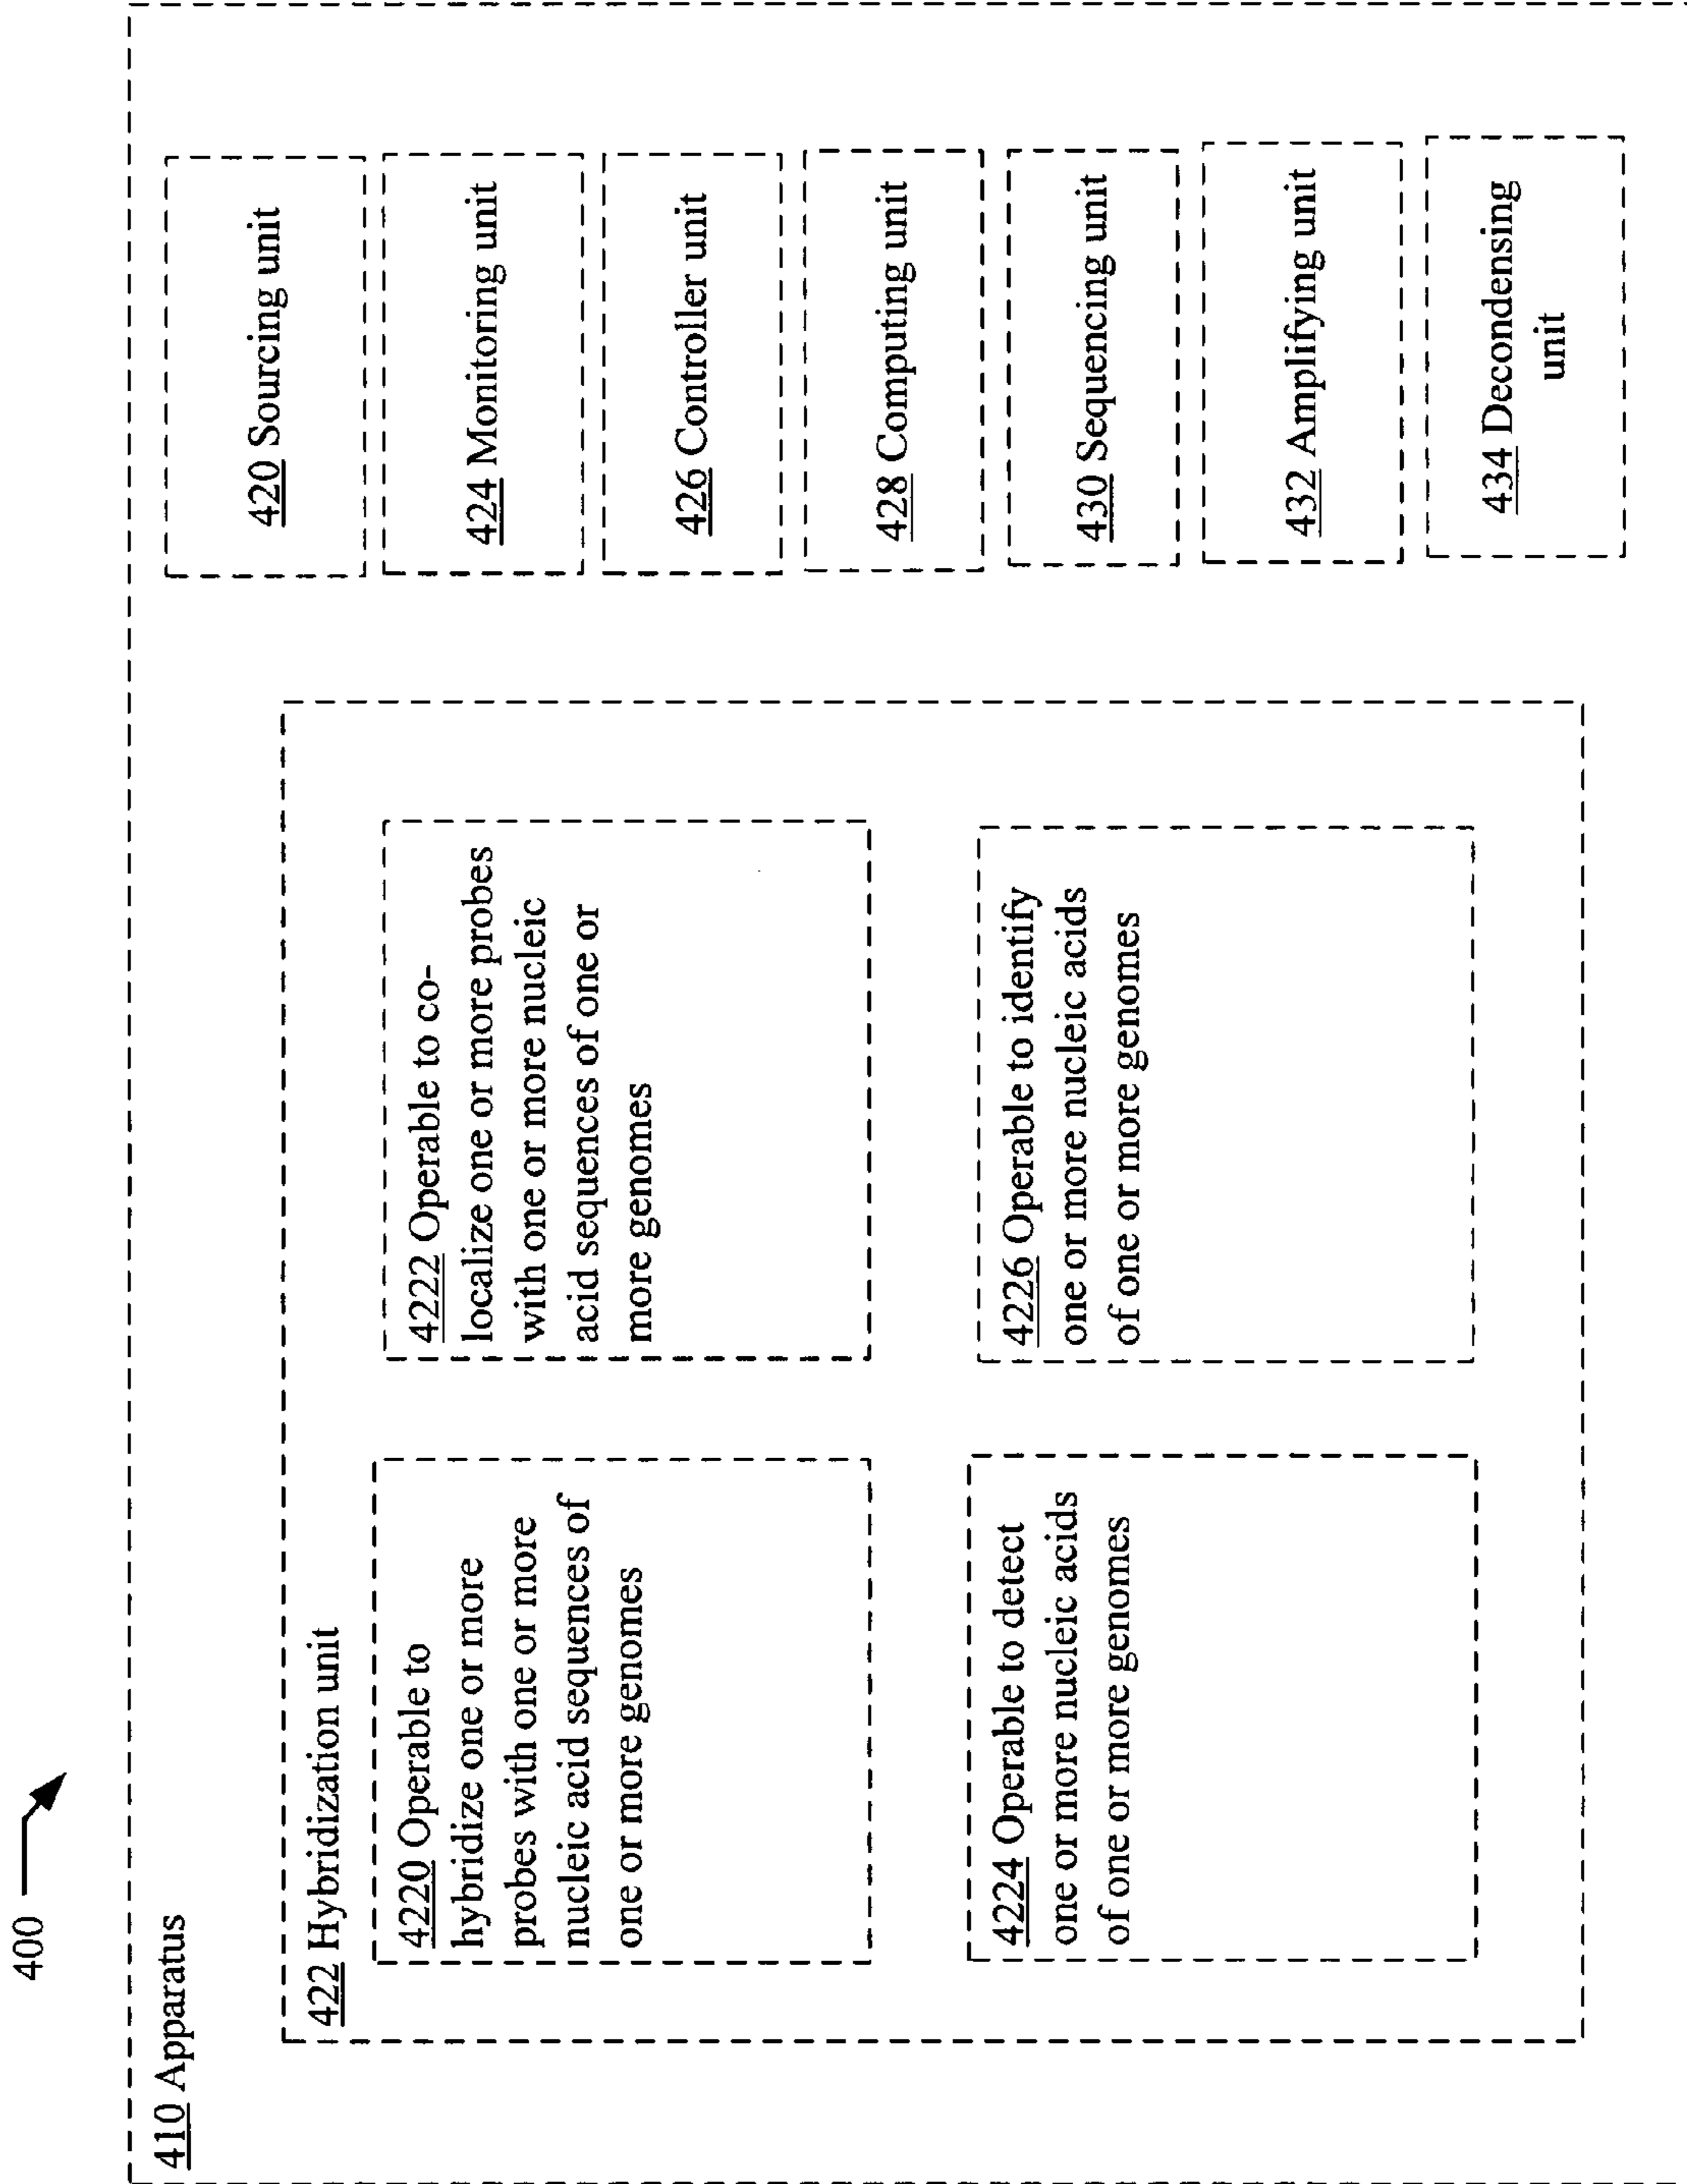 400
410 Apparatus
422 Hybridization unit
4220 Operable to
hybridize one or more
probes with one or more
nucleic acid sequences of
one or more genomes
4222 Operable to co-
localize one or more probes
with one or more nucleic
acid sequences of one or
more genomes
4224 Operable to detect
one or more nucleic acids
of one or more genomes
4226 Operable to identify
one or more nucleic acids
of one or more genomes
420 Sourcing unit
424 Monitoring unit
426 Controller unit
428 Computing unit
430 Sequencing unit
432 Amplifying unit
434 Decondensing
unit